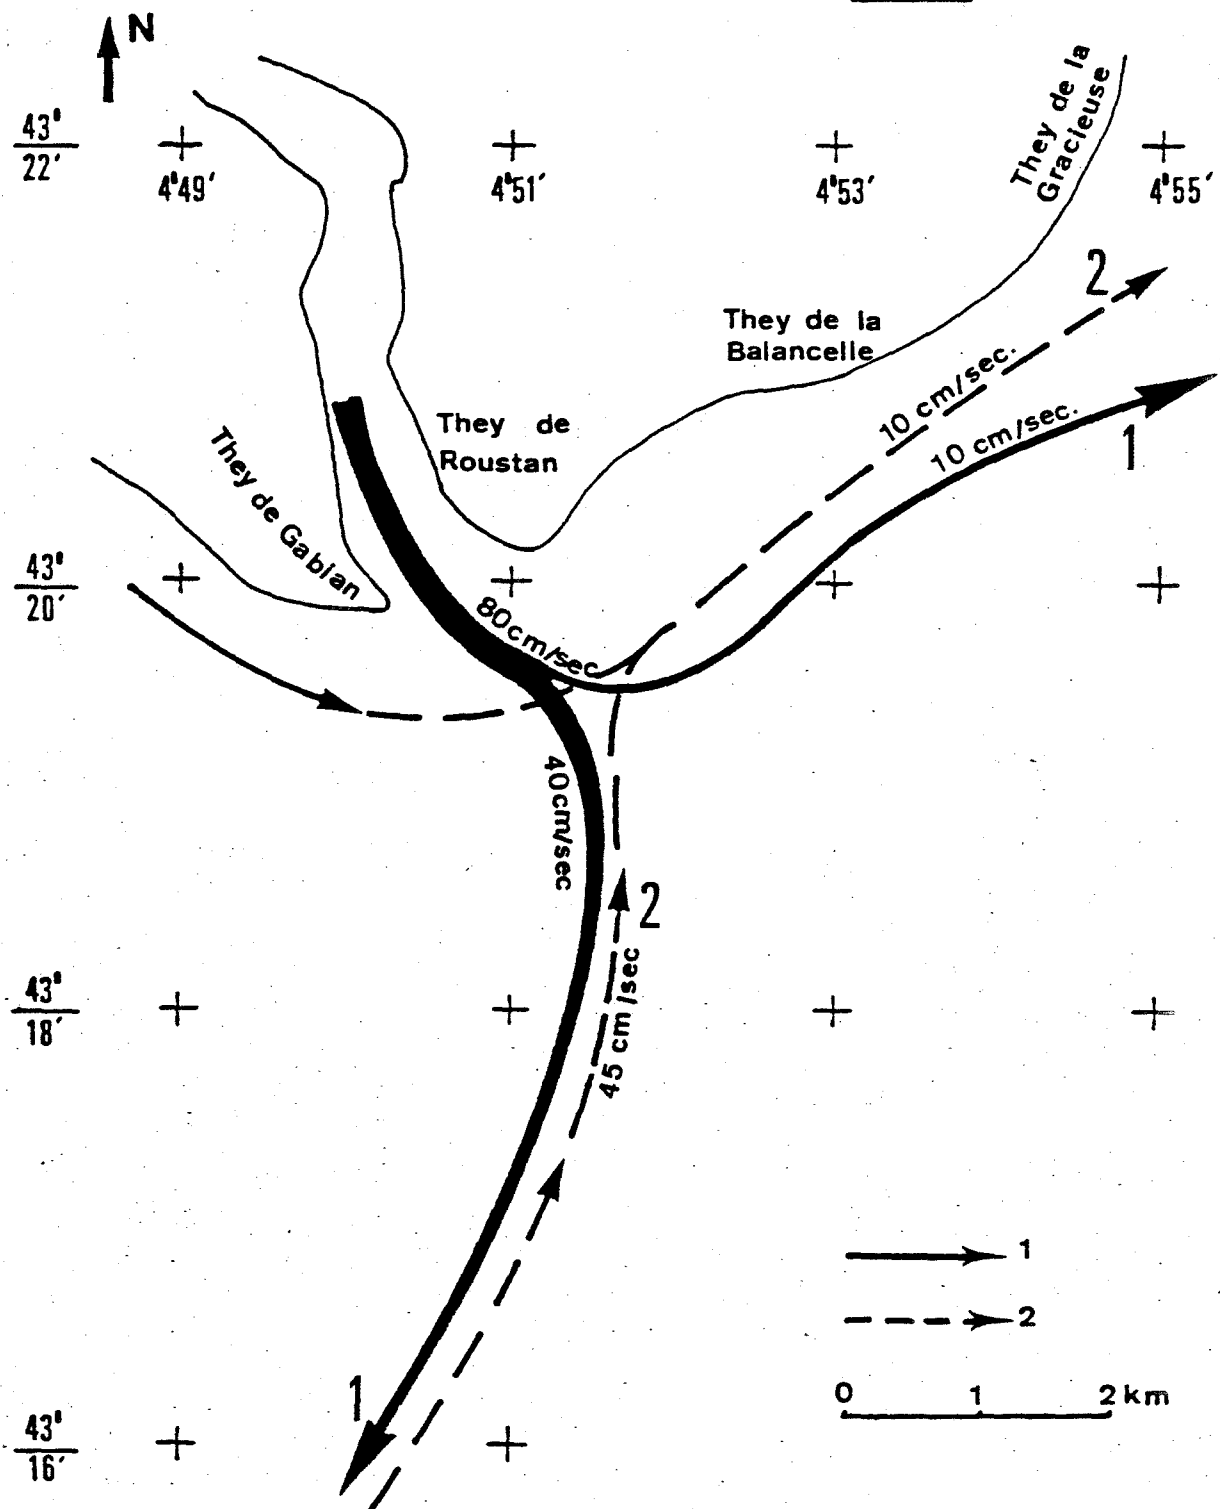 N
43°
22′
4°49′
4°51′
4°53′
4°55′
They de la
Gracieuse
2
They de la
Balancelle
10 cm/sec.
10 cm/sec.
1
They de
Roustan
They de Gabian
43°
20′
80cm/sec
40cm/sec
2
45 cm/sec
43°
18′
1
2
1
0 1 2 km
43°
16′